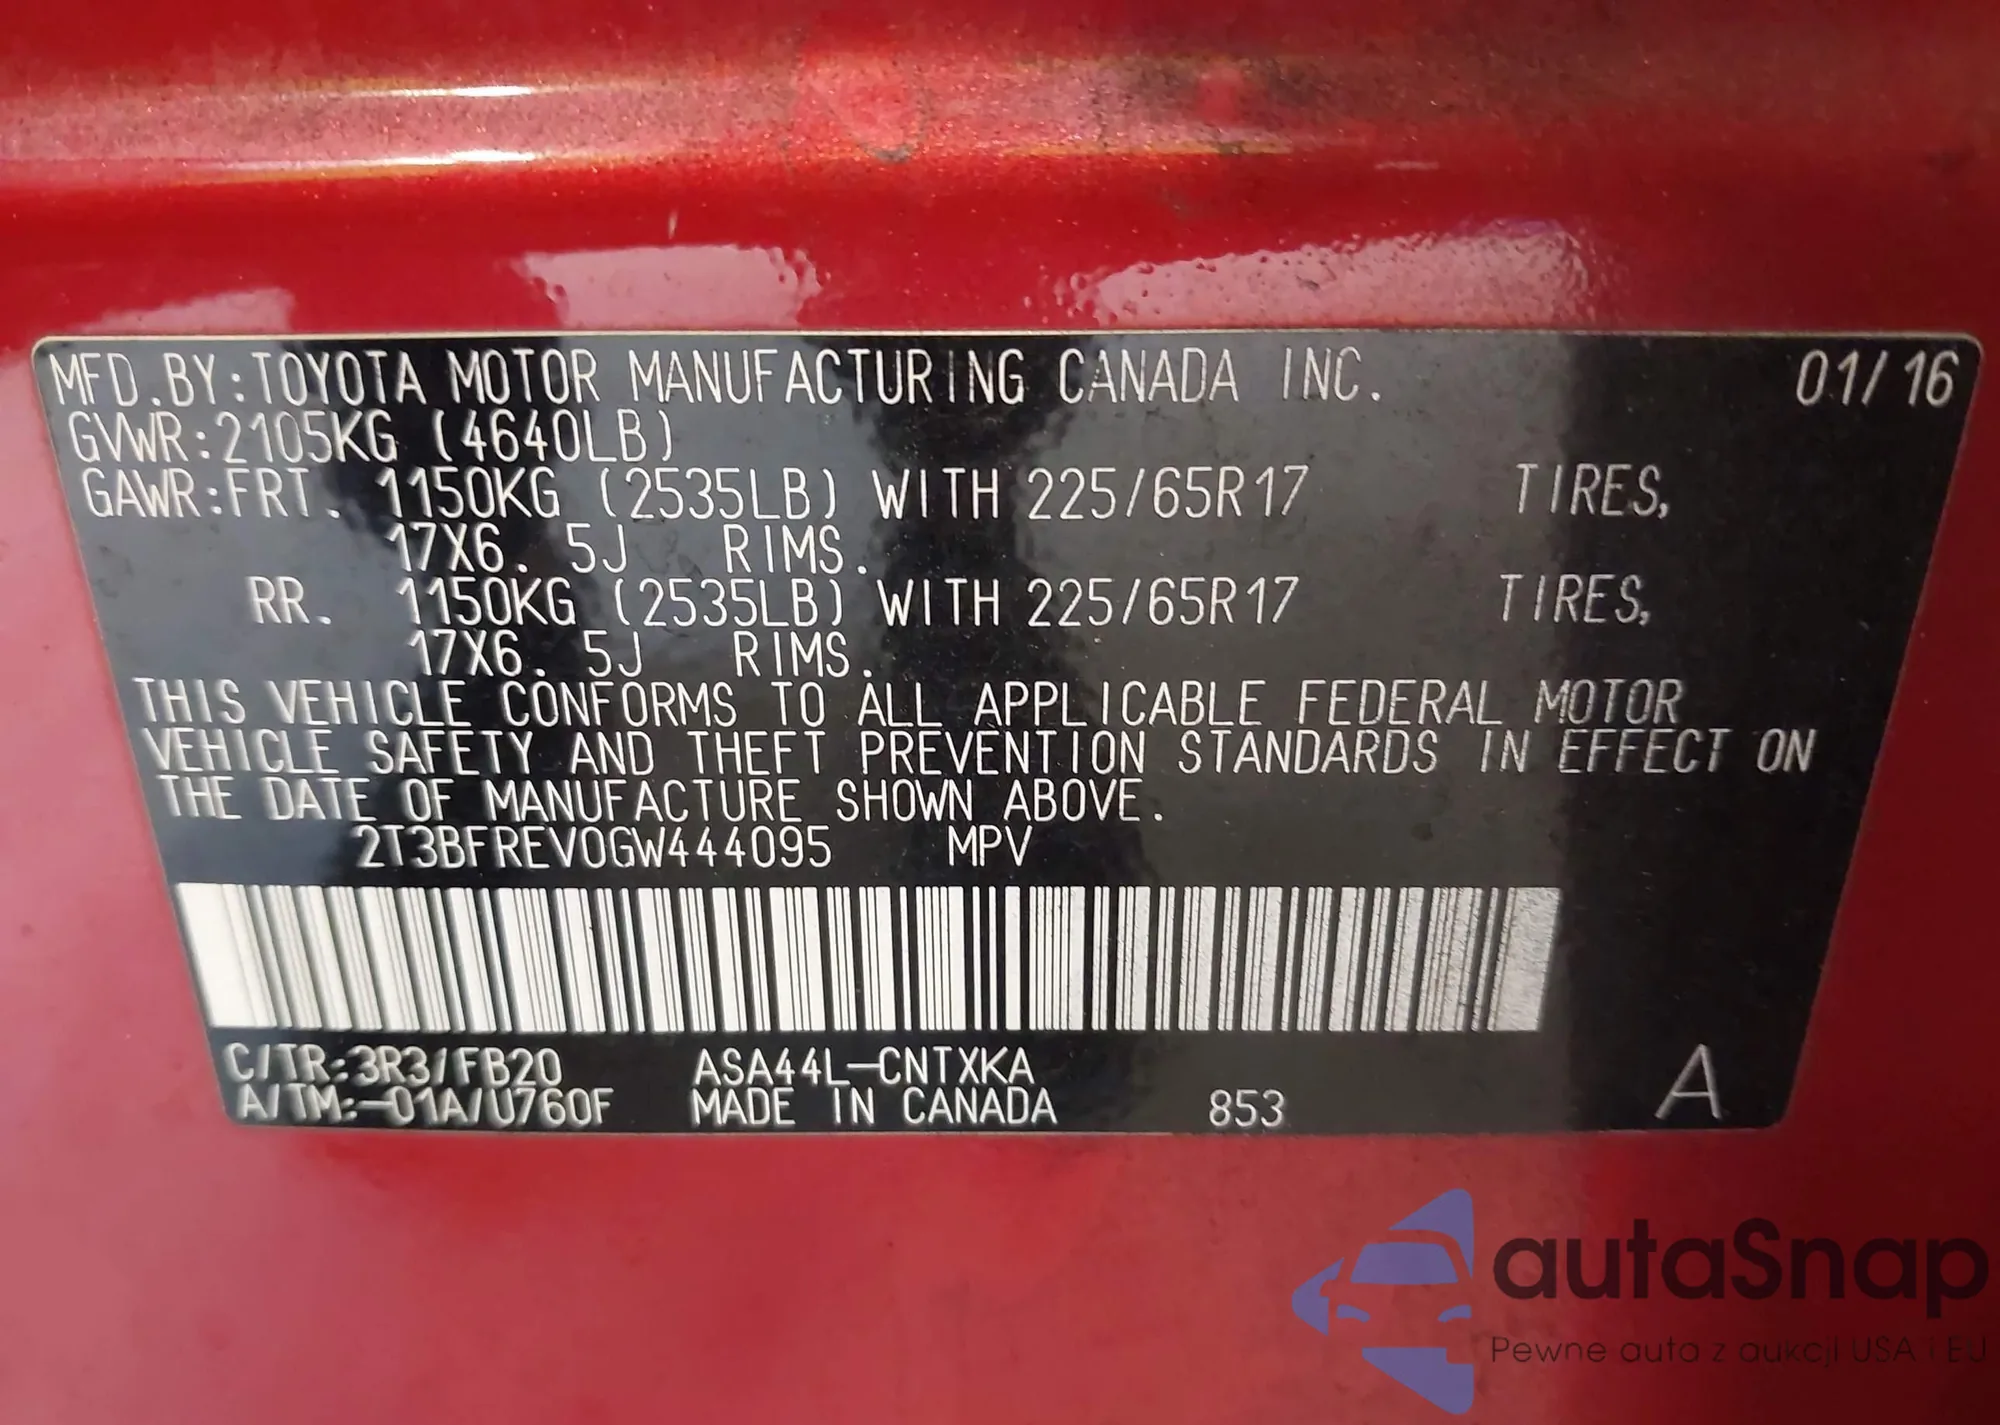 MFD.BY:TOYOTA MOTOR MANUFACTURING CANADA INC. 01/16
GVWR:2105KG (4640LB)
GAWR:FRT. 1150KG (2535LB) WITH 225/65R17 TIRES,
17X6. 5J RIMS.
RR. 1150KG (2535LB) WITH 225/65R17 TIRES,
17X6. 5J RIMS.
THIS VEHICLE CONFORMS TO ALL APPLICABLE FEDERAL MOTOR
VEHICLE SAFETY AND THEFT PREVENTION STANDARDS IN EFFECT ON
THE DATE OF MANUFACTURE SHOWN ABOVE.
2T3BFREV0GW444095 MPV
C/TR:3R3/FB20 ASA44L-CNTXKA
A/TM:-01A/U760F MADE IN CANADA 853 A
autaSnap
Pewne auta z aukcji USA i EU